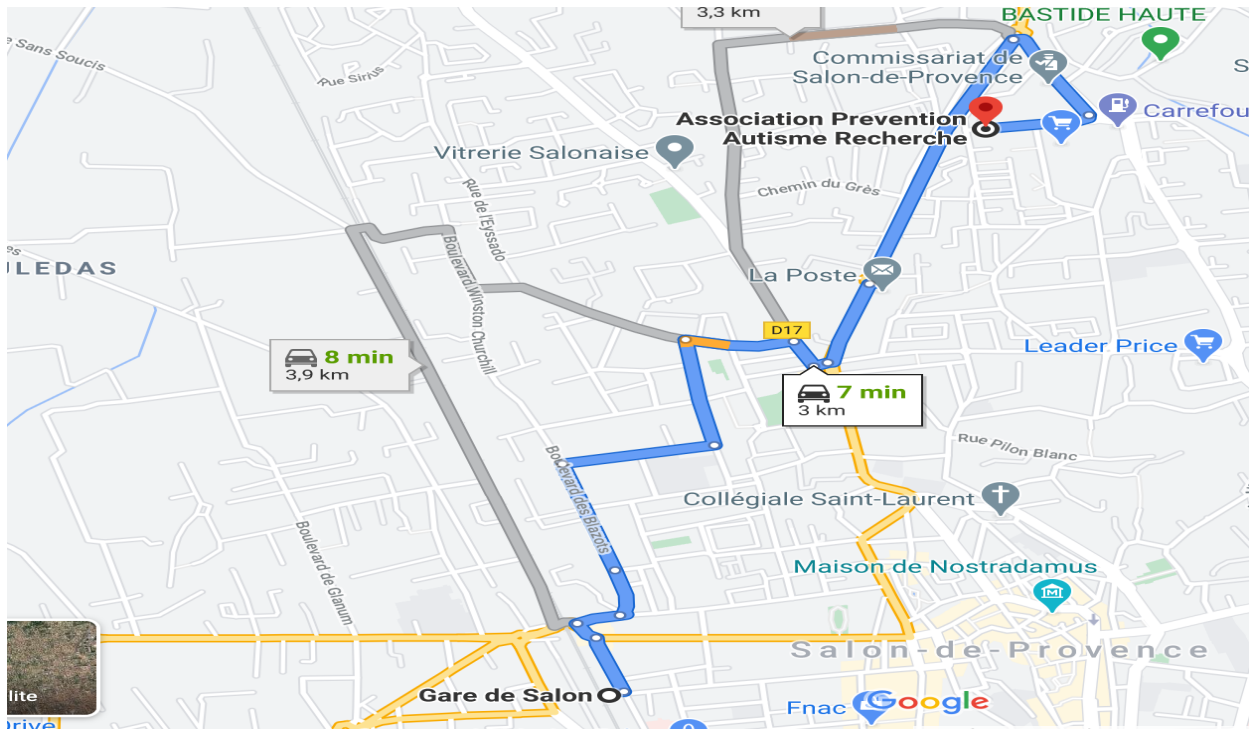 3,3 km
BASTIDE HAUTE
Sans Soucis
Rue Sirius
Commissariat de
Salon-de-Provence
S
Association Prevention
Autisme Recherche
Carrefou
Vitrerie Salonaise
Chemin du Grès
Rue de l'Eyssado
Boulevard Winston Churchill
ULEDAS
La Poste
D17
8 min
3,9 km
Leader Price
7 min
3 km
Rue Pilon Blanc
Boulevard des Blazots
Collégiale Saint-Laurent
Boulevard de Glanum
Maison de Nostradamus
Salon-de-Provence
Gare de Salon
lite
Fnac
Google
Drive